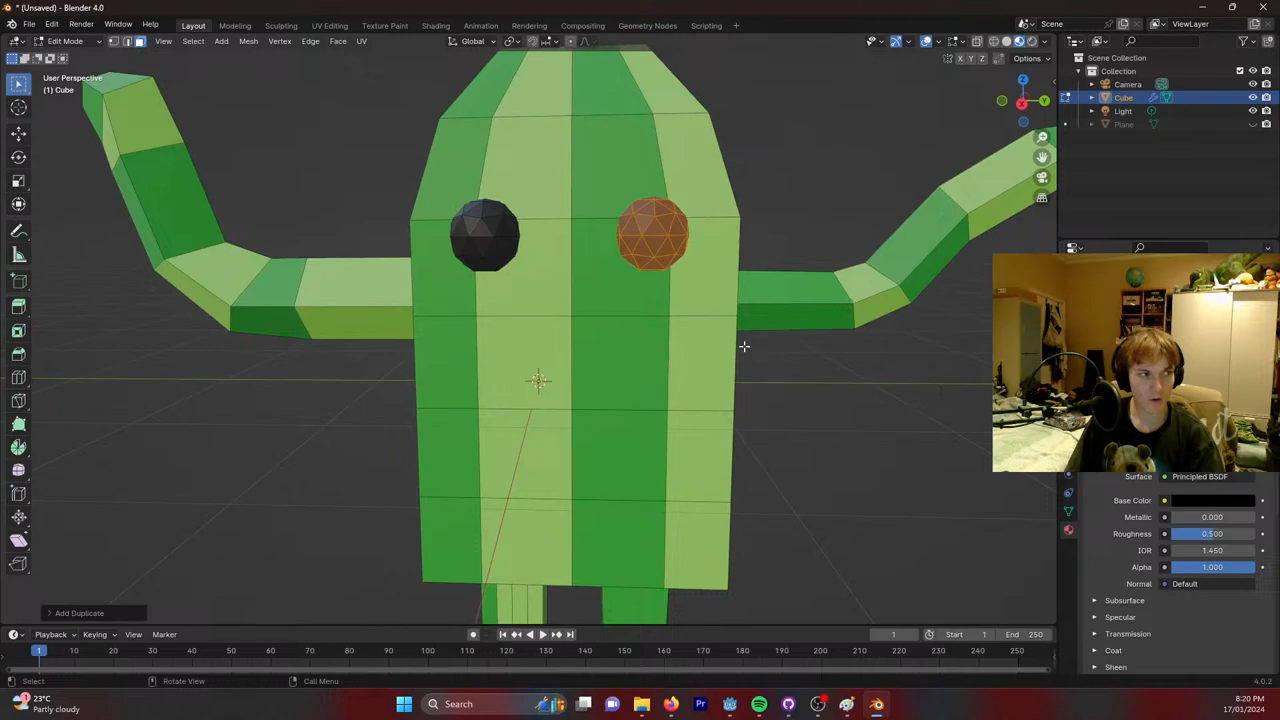 * (Unsaved) - Blender 4.0
File Edit Render Window Help Layout Modeling Sculpting UV Editing Texture Paint Shading Animation Rendering Compositing Geometry Nodes Scripting + Scene ViewLayer
Edit Mode View Select Add Mesh Vertex Edge Face UV Global
X Y Z Options
User Perspective
(1) Cube
Z
Y
X
Scene Collection
Collection
Camera
Cube
Light
Plane
Surface Principled BSDF
Base Color
Metallic 0.000
Roughness 0.500
IOR 1.450
Alpha 1.000
Normal Default
Subsurface
Specular
Transmission
Coat
Sheen
Add Duplicate
Playback Keying View Marker 1 Start 1 End 250
1 10 20 30 40 50 60 70 80 90 100 110 120 130 140 150 160 170 180 190 200 210 220 230 240 250
Select Rotate View Call Menu 4.0.2
23°C
Partly cloudy
Search
8:20 PM
17/01/2024